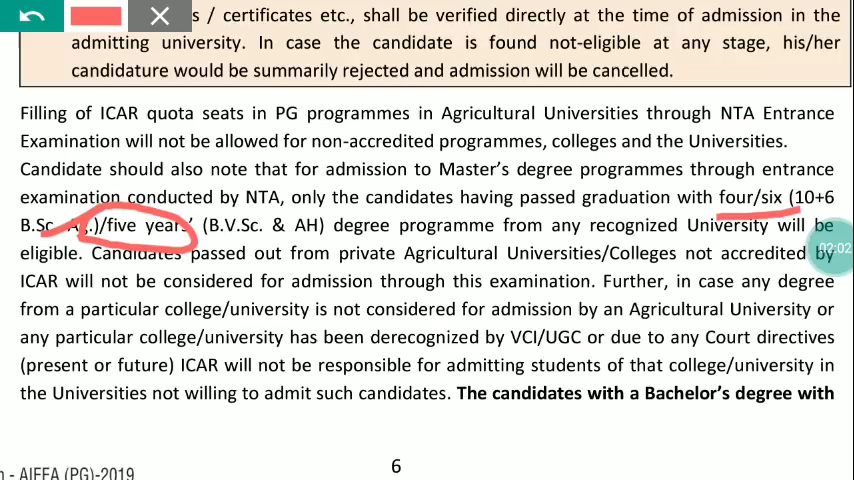 s / certificates etc., shall be verified directly at the time of admission in the
admitting university. In case the candidate is found not-eligible at any stage, his/her
candidature would be summarily rejected and admission will be cancelled.
Filling of ICAR quota seats in PG programmes in Agricultural Universities through NTA Entrance
Examination will not be allowed for non-accredited programmes, colleges and the Universities.
Candidate should also note that for admission to Master's degree programmes through entrance
examination conducted by NTA, only the candidates having passed graduation with four/six (10+6
B.Sc. Ag.)/five years' (B.V.Sc. & AH) degree programme from any recognized University will be
eligible. Candidates passed out from private Agricultural Universities/Colleges not accredited by
ICAR will not be considered for admission through this examination. Further, in case any degree
from a particular college/university is not considered for admission by an Agricultural University or
any particular college/university has been derecognized by VCI/UGC or due to any Court directives
(present or future) ICAR will not be responsible for admitting students of that college/university in
the Universities not willing to admit such candidates. The candidates with a Bachelor's degree with
6
n - AIEEA (PG)-2019
02:02